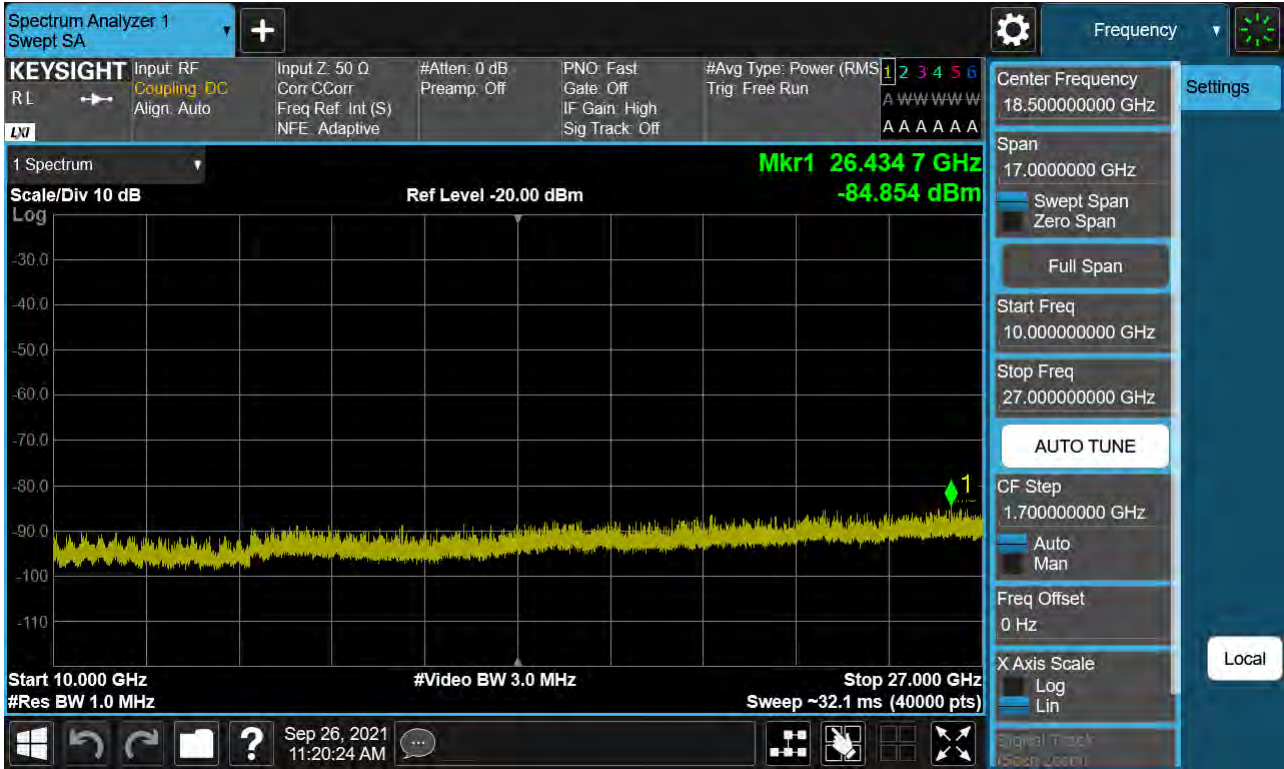 Spectrum Analyzer 1
Swept SA
+
Frequency
KEYSIGHT
R L
LXI
Input: RF
Coupling: DC
Align: Auto
Input Z: 50 Ω
Corr CCorr
Freq Ref: Int (S)
NFE: Adaptive
#Atten: 0 dB
Preamp: Off
PNO: Fast
Gate: Off
IF Gain: High
Sig Track: Off
#Avg Type: Power (RMS
Trig: Free Run
1 2 3 4 5 6
A W W W W W
A A A A A A
1 Spectrum
Scale/Div 10 dB
Log
Ref Level -20.00 dBm
Mkr1 26.434 7 GHz
-84.854 dBm
-30.0
-40.0
-50.0
-60.0
-70.0
-80.0
-90.0
-100
-110
1
Start 10.000 GHz
#Video BW 3.0 MHz
Stop 27.000 GHz
#Res BW 1.0 MHz
Sweep ~32.1 ms (40000 pts)
Center Frequency
18.500000000 GHz
Span
17.0000000 GHz
Swept Span
Zero Span
Full Span
Start Freq
10.000000000 GHz
Stop Freq
27.000000000 GHz
AUTO TUNE
CF Step
1.700000000 GHz
Auto
Man
Freq Offset
0 Hz
X Axis Scale
Log
Lin
Signal Track
(Span Zoom)
Settings
Local
?
Sep 26, 2021
11:20:24 AM